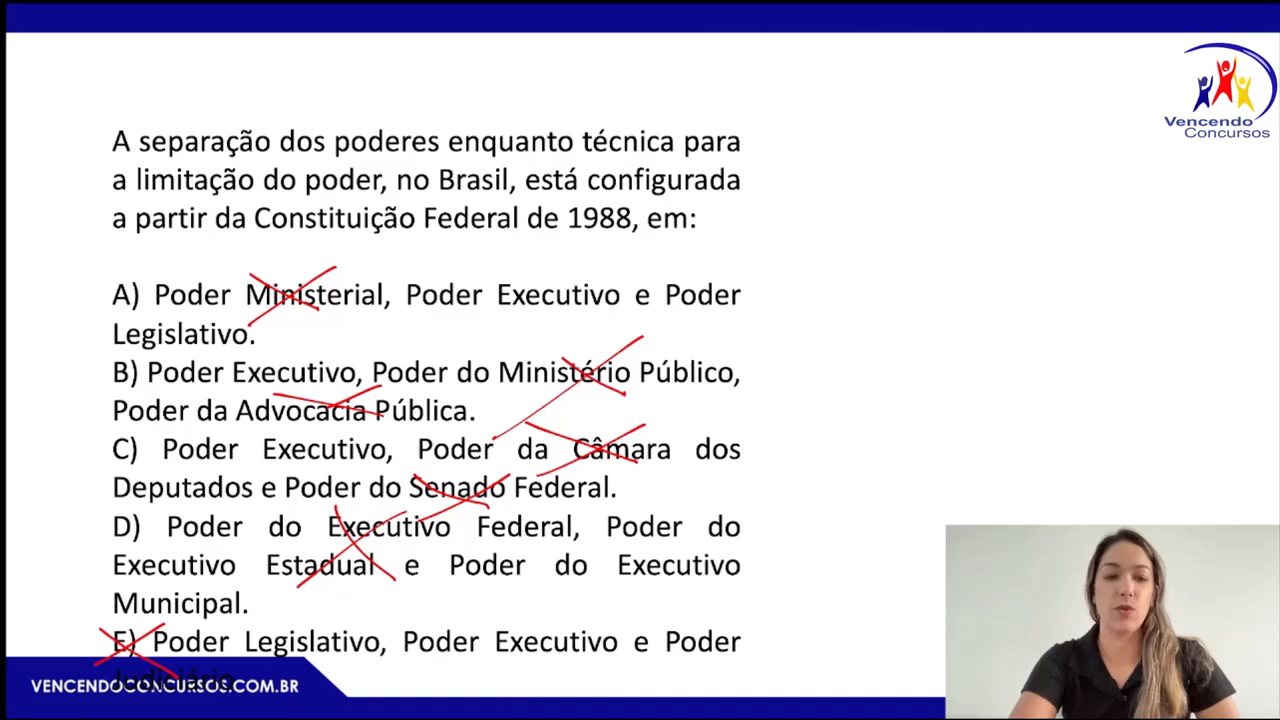 Vencendo
Concursos
A separação dos poderes enquanto técnica para
a limitação do poder, no Brasil, está configurada
a partir da Constituição Federal de 1988, em:
A) Poder Ministerial, Poder Executivo e Poder
Legislativo.
B) Poder Executivo, Poder do Ministério Público,
Poder da Advocacia Pública.
C) Poder Executivo, Poder da Câmara dos
Deputados e Poder do Senado Federal.
D) Poder do Executivo Federal, Poder do
Executivo Estadual e Poder do Executivo
Municipal.
E) Poder Legislativo, Poder Executivo e Poder
Judiciário
VENCENDOCONCURSOS.COM.BR